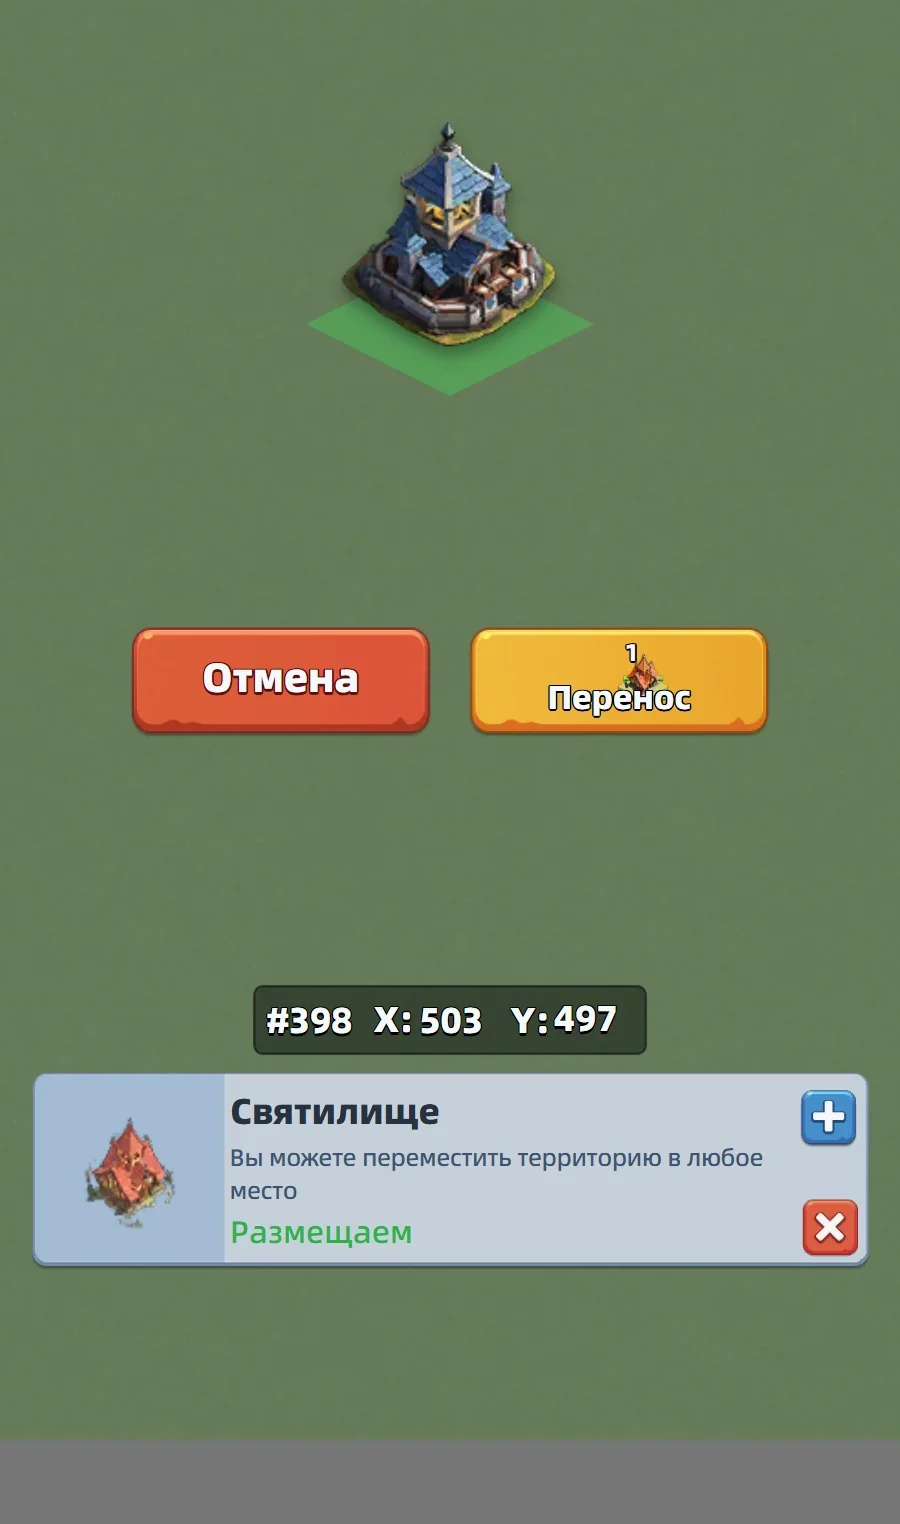 Отмена
1
Перенос
#398 X: 503 Y: 497
Святилище
Вы можете переместить территорию в любое
место
Размещаем